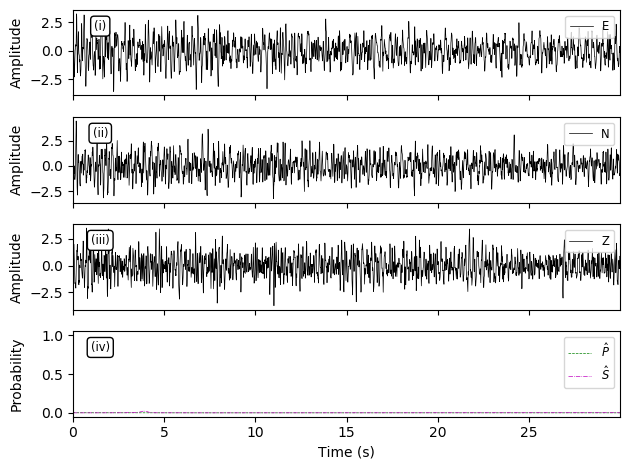 Amplitude
2.5
0.0
−2.5
(i)
E
Amplitude
2.5
0.0
−2.5
(ii)
N
Amplitude
2.5
0.0
−2.5
(iii)
Z
Probability
1.0
0.5
0.0
(iv)
P̂
Ŝ
0 5 10 15 20 25
Time (s)